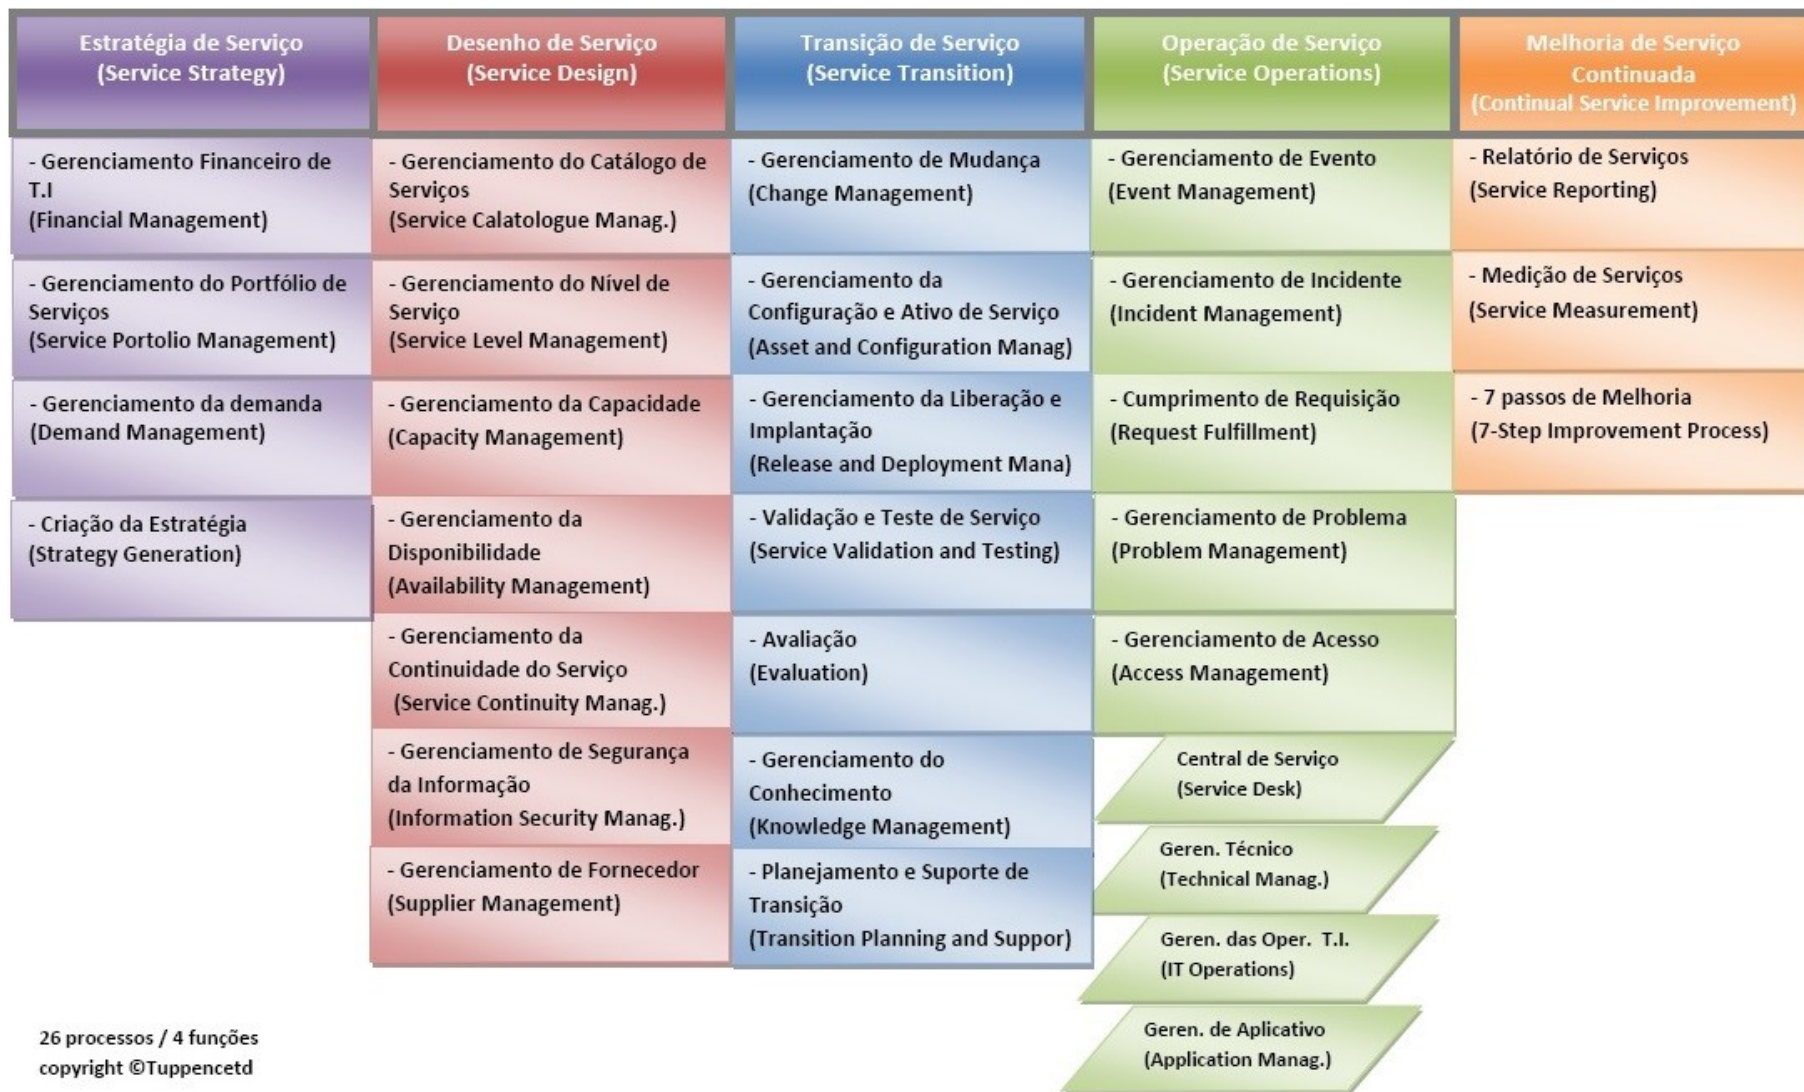 Estratégia de Serviço
(Service Strategy)
Desenho de Serviço
(Service Design)
Transição de Serviço
(Service Transition)
Operação de Serviço
(Service Operations)
Melhoria de Serviço
Continuada
(Continual Service Improvement)
- Gerenciamento Financeiro de
T.I
(Financial Management)
- Gerenciamento do Portfólio de
Serviços
(Service Portolio Management)
- Gerenciamento da demanda
(Demand Management)
- Criação da Estratégia
(Strategy Generation)
- Gerenciamento do Catálogo de
Serviços
(Service Calatologue Manag.)
- Gerenciamento do Nível de
Serviço
(Service Level Management)
- Gerenciamento da Capacidade
(Capacity Management)
- Gerenciamento da
Disponibilidade
(Availability Management)
- Gerenciamento da
Continuidade do Serviço
(Service Continuity Manag.)
- Gerenciamento de Segurança
da Informação
(Information Security Manag.)
- Gerenciamento de Fornecedor
(Supplier Management)
- Gerenciamento de Mudança
(Change Management)
- Gerenciamento da
Configuração e Ativo de Serviço
(Asset and Configuration Manag)
- Gerenciamento da Liberação e
Implantação
(Release and Deployment Mana)
- Validação e Teste de Serviço
(Service Validation and Testing)
- Avaliação
(Evaluation)
- Gerenciamento do
Conhecimento
(Knowledge Management)
- Planejamento e Suporte de
Transição
(Transition Planning and Suppor)
- Gerenciamento de Evento
(Event Management)
- Gerenciamento de Incidente
(Incident Management)
- Cumprimento de Requisição
(Request Fulfillment)
- Gerenciamento de Problema
(Problem Management)
- Gerenciamento de Acesso
(Access Management)
Central de Serviço
(Service Desk)
Geren. Técnico
(Technical Manag.)
Geren. das Oper. T.I.
(IT Operations)
Geren. de Aplicativo
(Application Manag.)
- Relatório de Serviços
(Service Reporting)
- Medição de Serviços
(Service Measurement)
- 7 passos de Melhoria
(7-Step Improvement Process)
26 processos / 4 funções
copyright ©Tuppencetd